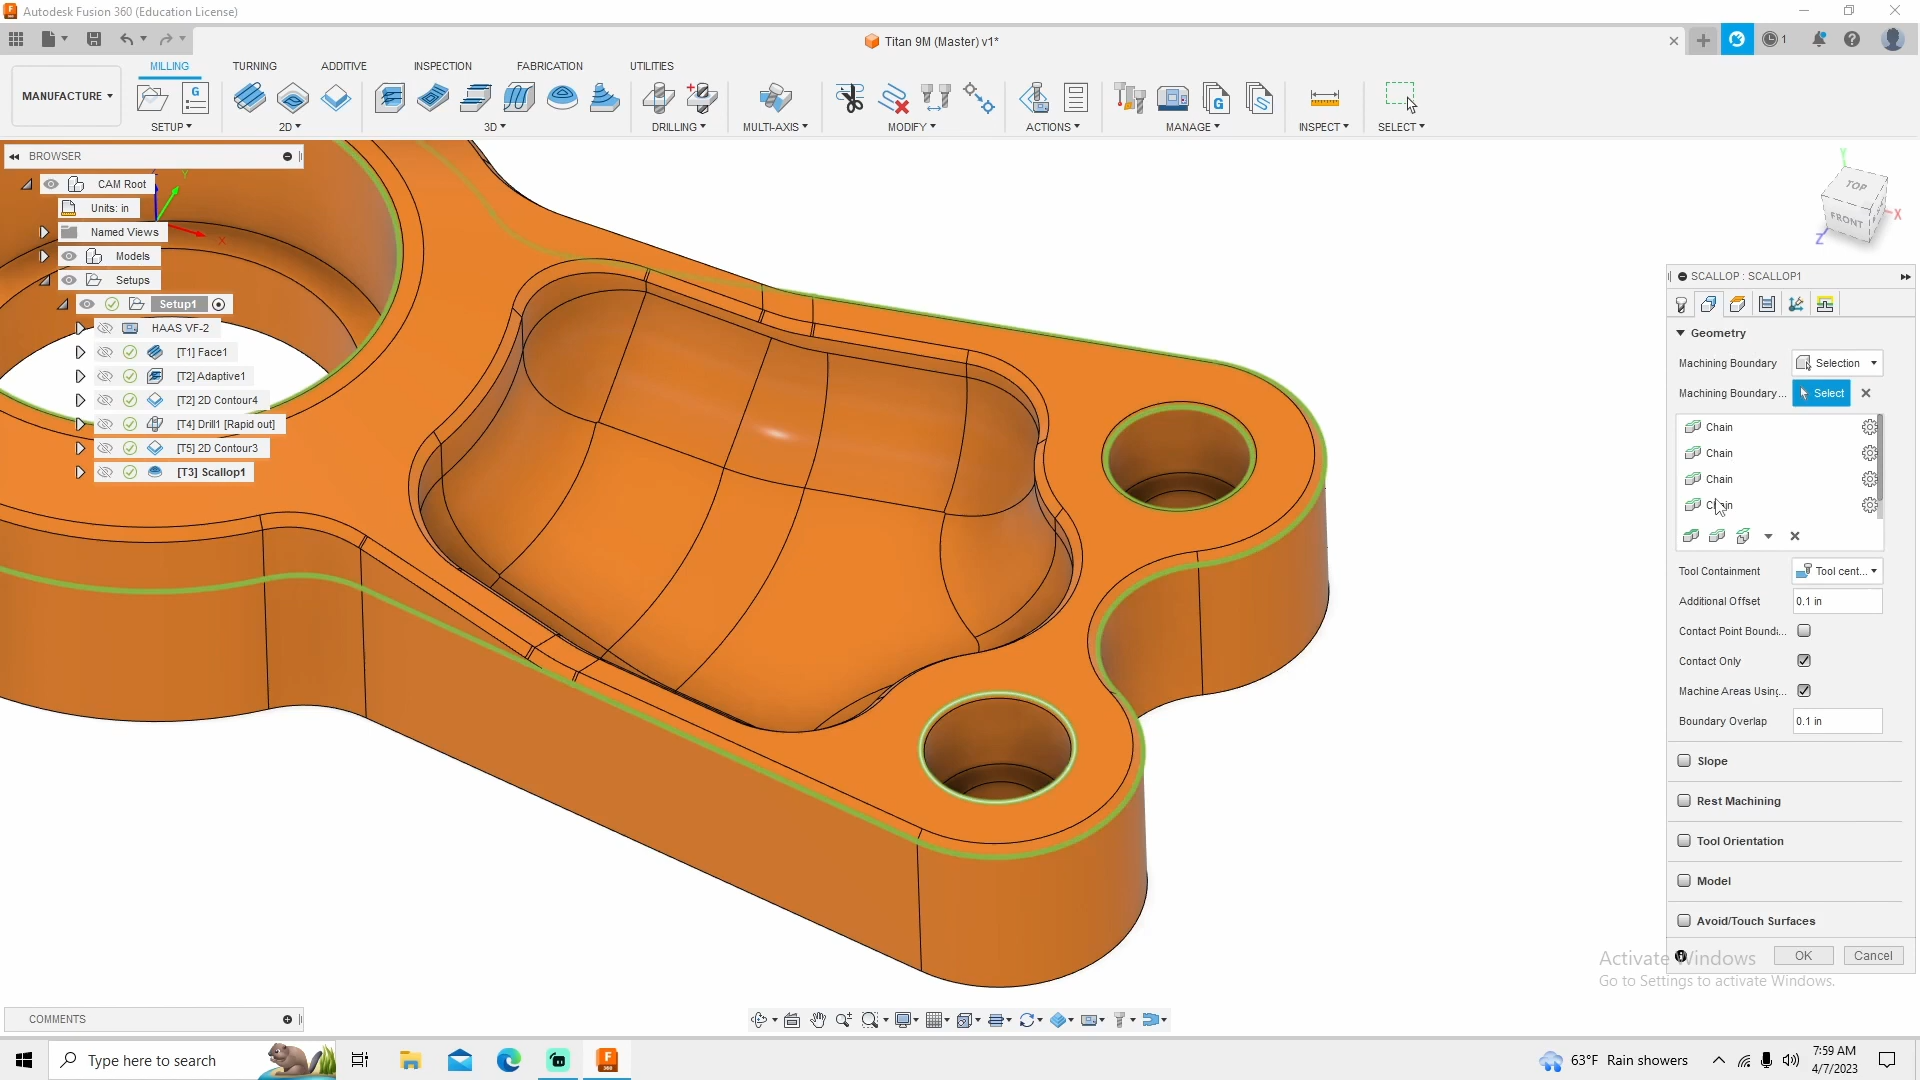 Autodesk Fusion 360 (Education License)
Titan 9M (Master) v1*
1
MILLING TURNING ADDITIVE INSPECTION FABRICATION UTILITIES
MANUFACTURE
SETUP 2D 3D DRILLING MULTI-AXIS MODIFY ACTIONS MANAGE INSPECT SELECT
BROWSER
CAM Root
Units: in
Named Views
Models
Setups
Setup1
HAAS VF-2
[T1] Face1
[T2] Adaptive1
[T2] 2D Contour4
[T4] Drill1 [Rapid out]
[T5] 2D Contour3
[T3] Scallop1
Y
X
Y
TOP
FRONT
X
Z
SCALLOP : SCALLOP1
Geometry
Machining Boundary Selection
Machining Boundary... Select
Chain
Chain
Chain
Chain
Tool Containment Tool cent...
Additional Offset 0.1 in
Contact Point Bounda...
Contact Only
Machine Areas Using...
Boundary Overlap 0.1 in
Slope
Rest Machining
Tool Orientation
Model
Avoid/Touch Surfaces
OK Cancel
Activate Windows
Go to Settings to activate Windows.
COMMENTS
Type here to search
63°F Rain showers
7:59 AM
4/7/2023